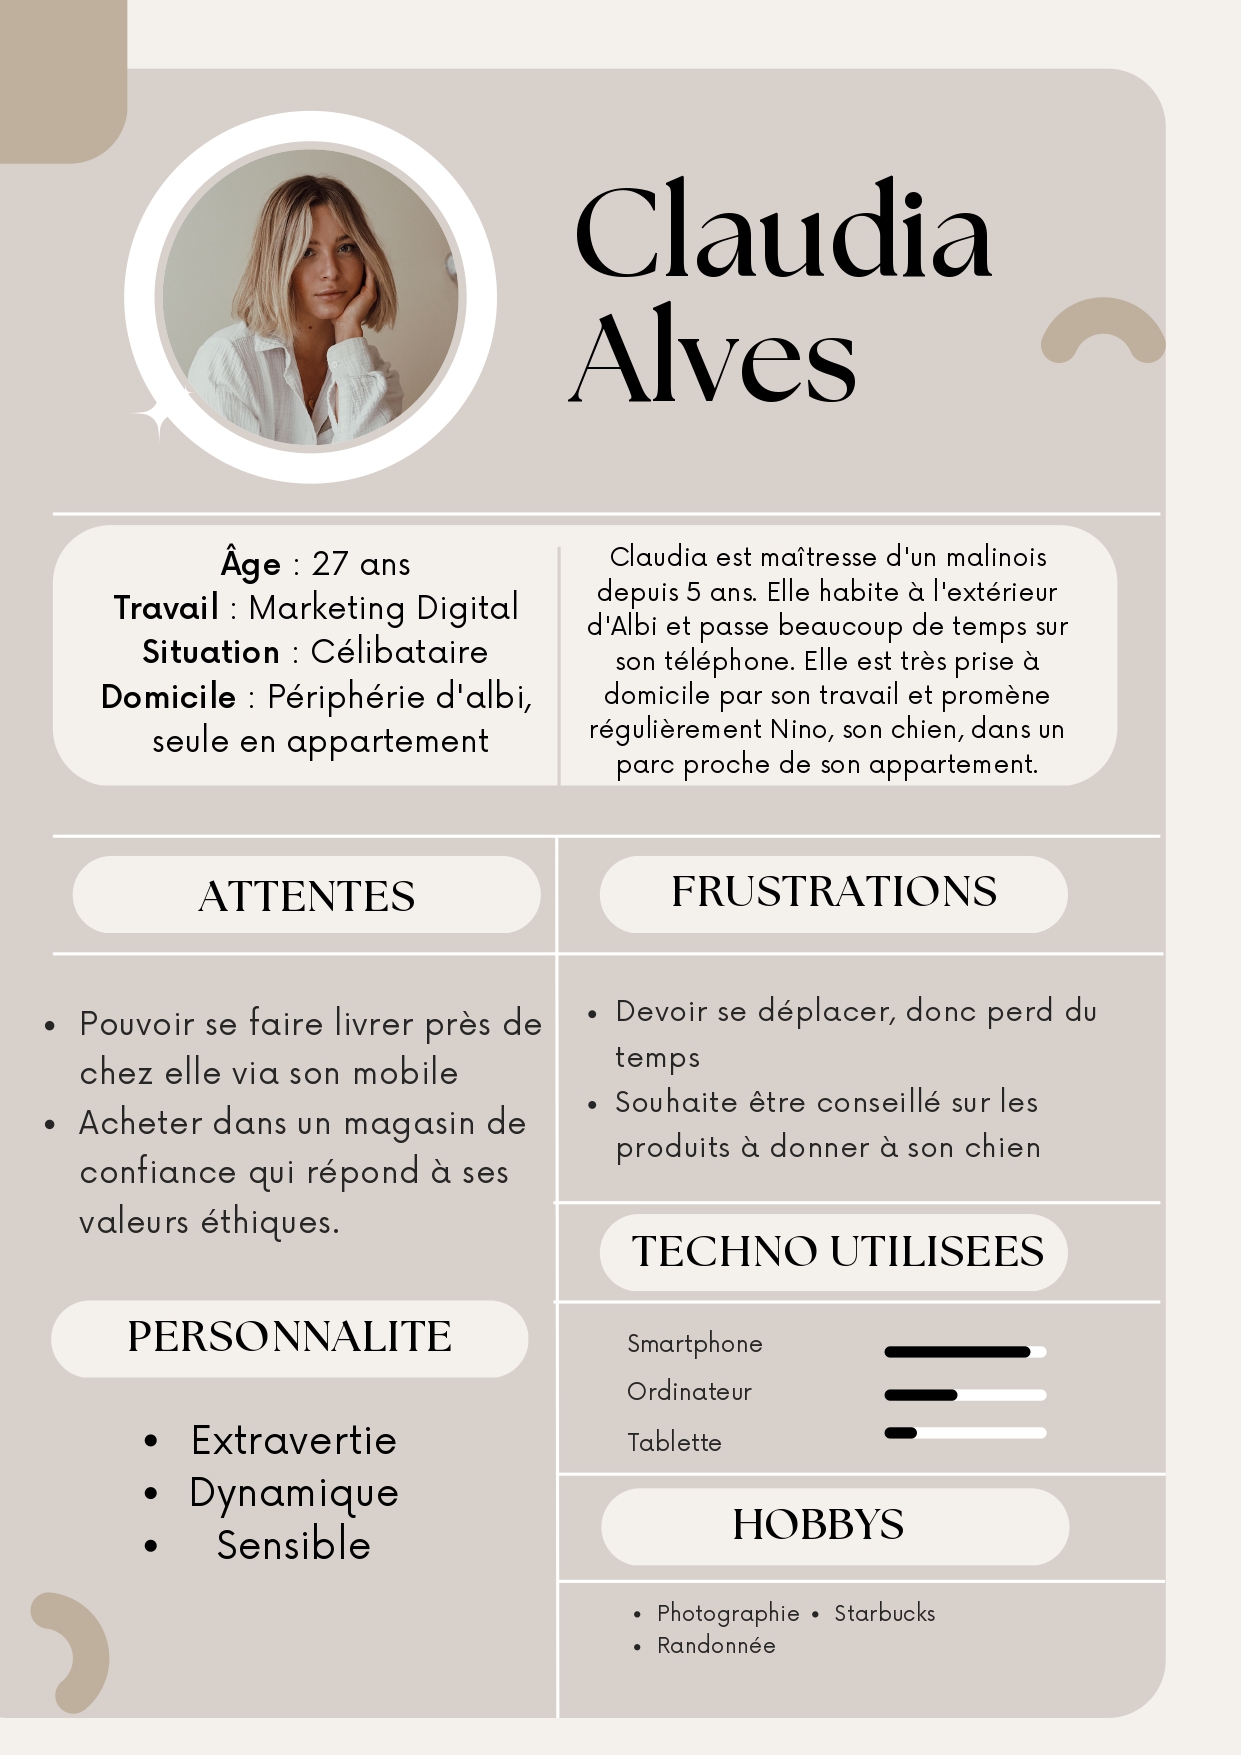 Claudia
Alves
Âge : 27 ans
Travail : Marketing Digital
Situation : Célibataire
Domicile : Périphérie d'albi,
seule en appartement
Claudia est maîtresse d'un malinois
depuis 5 ans. Elle habite à l'extérieur
d'Albi et passe beaucoup de temps sur
son téléphone. Elle est très prise à
domicile par son travail et promène
régulièrement Nino, son chien, dans un
parc proche de son appartement.
ATTENTES
• Pouvoir se faire livrer près de
chez elle via son mobile
• Acheter dans un magasin de
confiance qui répond à ses
valeurs éthiques.
PERSONNALITE
• Extravertie
• Dynamique
• Sensible
FRUSTRATIONS
• Devoir se déplacer, donc perd du
temps
• Souhaite être conseillé sur les
produits à donner à son chien
TECHNO UTILISEES
Smartphone
Ordinateur
Tablette
HOBBYS
• Photographie • Starbucks
• Randonnée